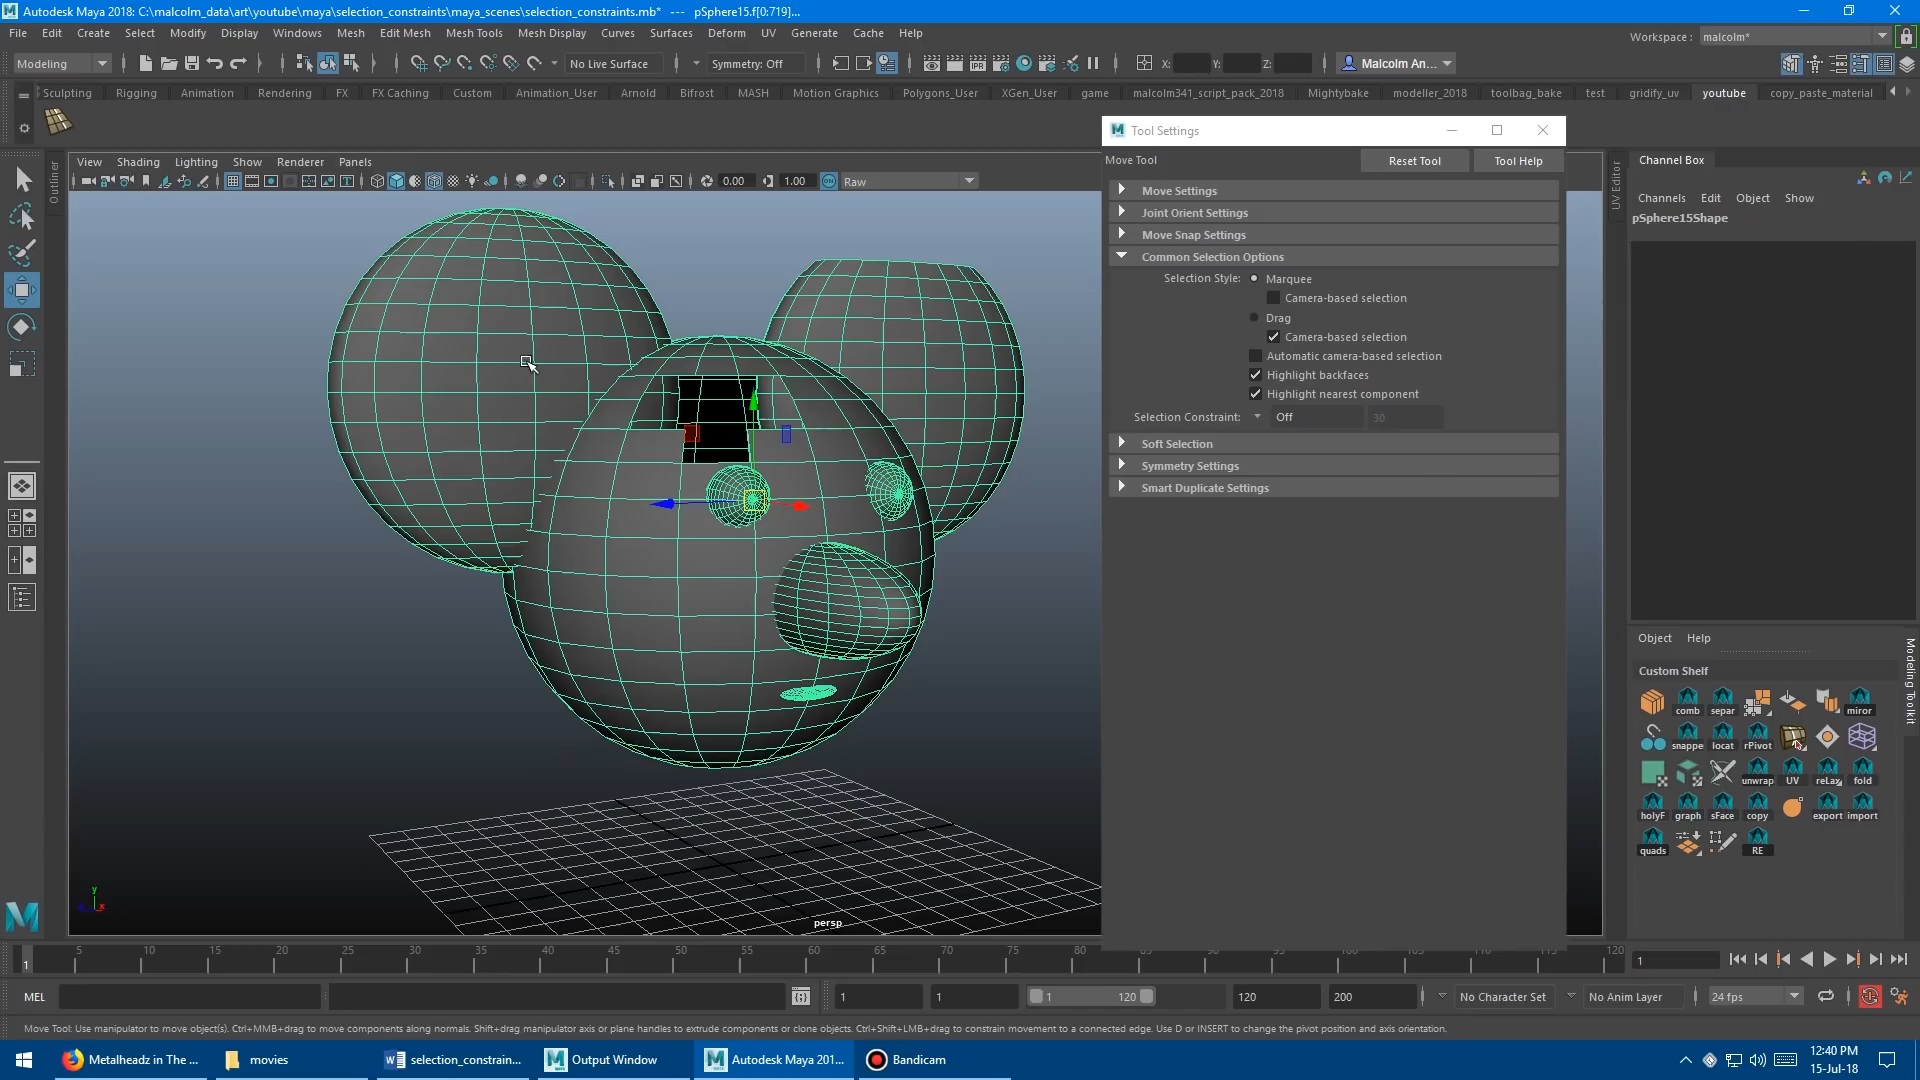 Autodesk Maya 2018: C:\malcolm_data\art\youtube\maya\selection_constraints\maya_scenes\selection_constraints.mb* --- pSphere15.f[0:719]...
File Edit Create Select Modify Display Windows Mesh Edit Mesh Mesh Tools Mesh Display Curves Surfaces Deform UV Generate Cache Help
Workspace : malcolm*
Modeling No Live Surface Symmetry: Off X: Y: Z: Malcolm An...
Sculpting Rigging Animation Rendering FX FX Caching Custom Animation_User Arnold Bifrost MASH Motion Graphics Polygons_User XGen_User game malcolm341_script_pack_2018 Mightybake modeller_2018 toolbag_bake test gridify_uv youtube copy_paste_material
Tool Settings
Outliner
View Shading Lighting Show Renderer Panels
0.00 1.00 Raw
Move Tool Reset Tool Tool Help
Move Settings
Joint Orient Settings
Move Snap Settings
Common Selection Options
Selection Style: Marquee
Camera-based selection
Drag
Camera-based selection
Automatic camera-based selection
Highlight backfaces
Highlight nearest component
Selection Constraint: Off 30
Soft Selection
Symmetry Settings
Smart Duplicate Settings
UV Editor
Channel Box
Channels Edit Object Show
pSphere15Shape
Object Help
Custom Shelf
comb separ miror
snappe locat rPivot
unwrap UV reLax fold
holyF graph sFace copy export import
quads RE
Modeling Toolkit
y
x
persp
5 10 15 20 25 30 35 40 45 50 55 60 65 70 75 80 120
1 1
MEL 1 1 1 120 120 200 No Character Set No Anim Layer 24 fps
Move Tool: Use manipulator to move object(s). Ctrl+MMB+drag to move components along normals. Shift+drag manipulator axis or plane handles to extrude components or clone objects. Ctrl+Shift+LMB+drag to constrain movement to a connected edge. Use D or INSERT to change the pivot position and axis orientation.
Metalheadz in The ... movies selection_constrain... Output Window Autodesk Maya 201... Bandicam
12:40 PM
15-Jul-18